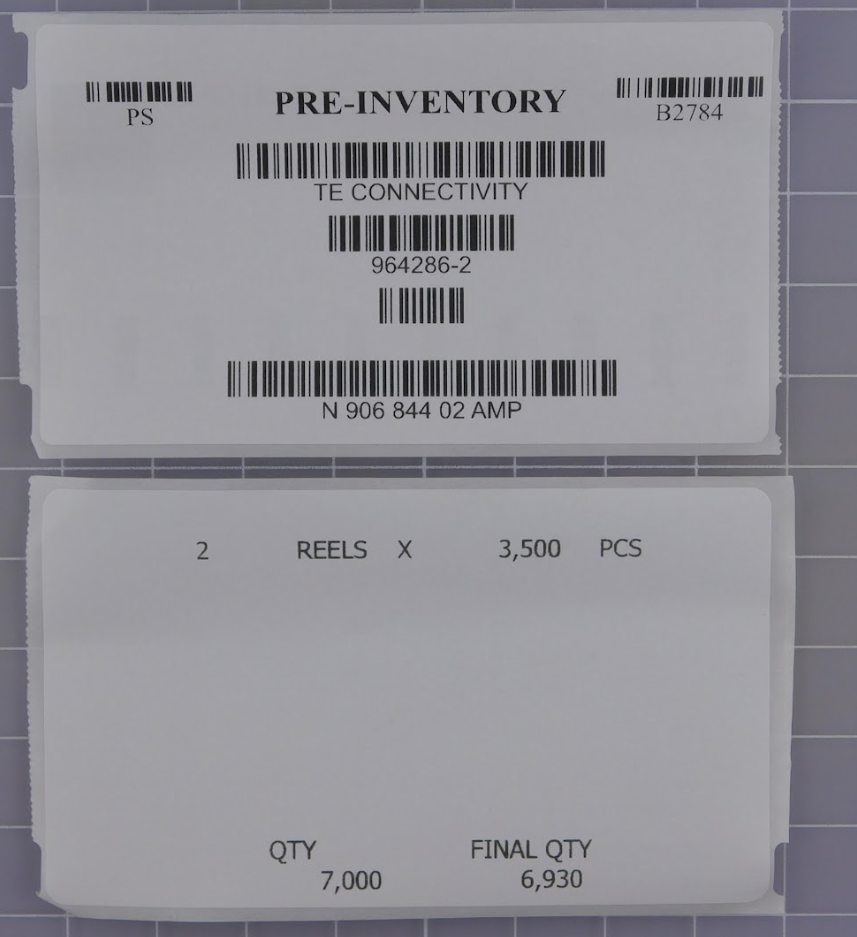 PRE-INVENTORY
PS
B2784
TE CONNECTIVITY
964286-2
N 906 844 02 AMP
2 REELS X 3,500 PCS
QTY FINAL QTY
7,000 6,930